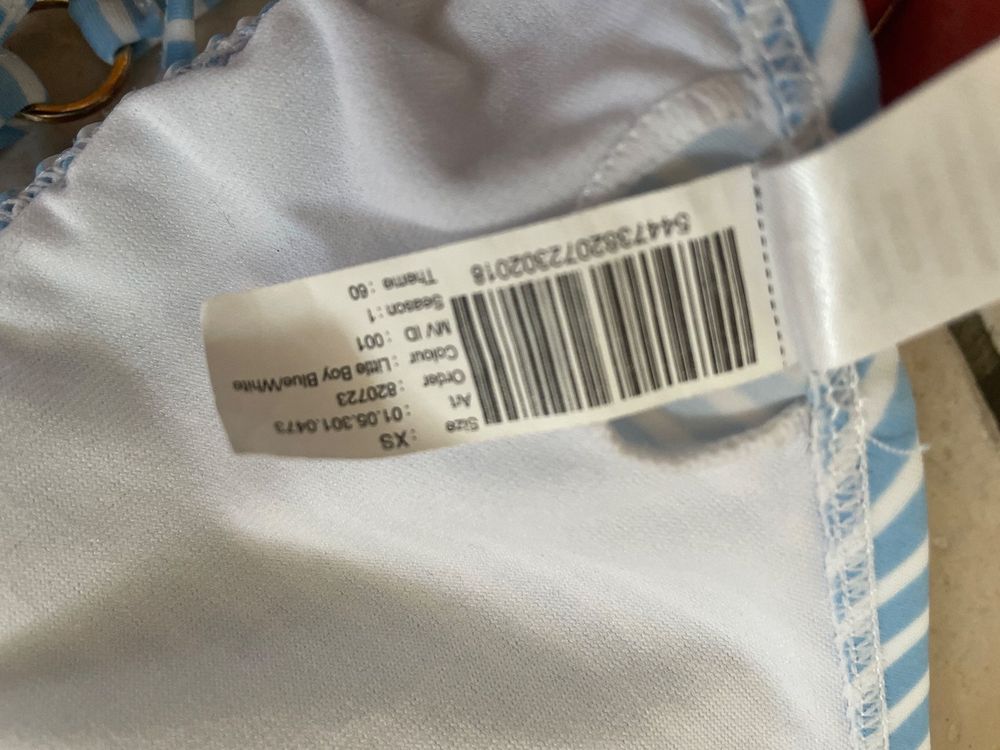 Size : XS
Art : 01.05.301.0473
Order : 820723
Colour : Little Boy Blue/White
MV ID : 001
Season : 1
Theme : 60
5447382072302018